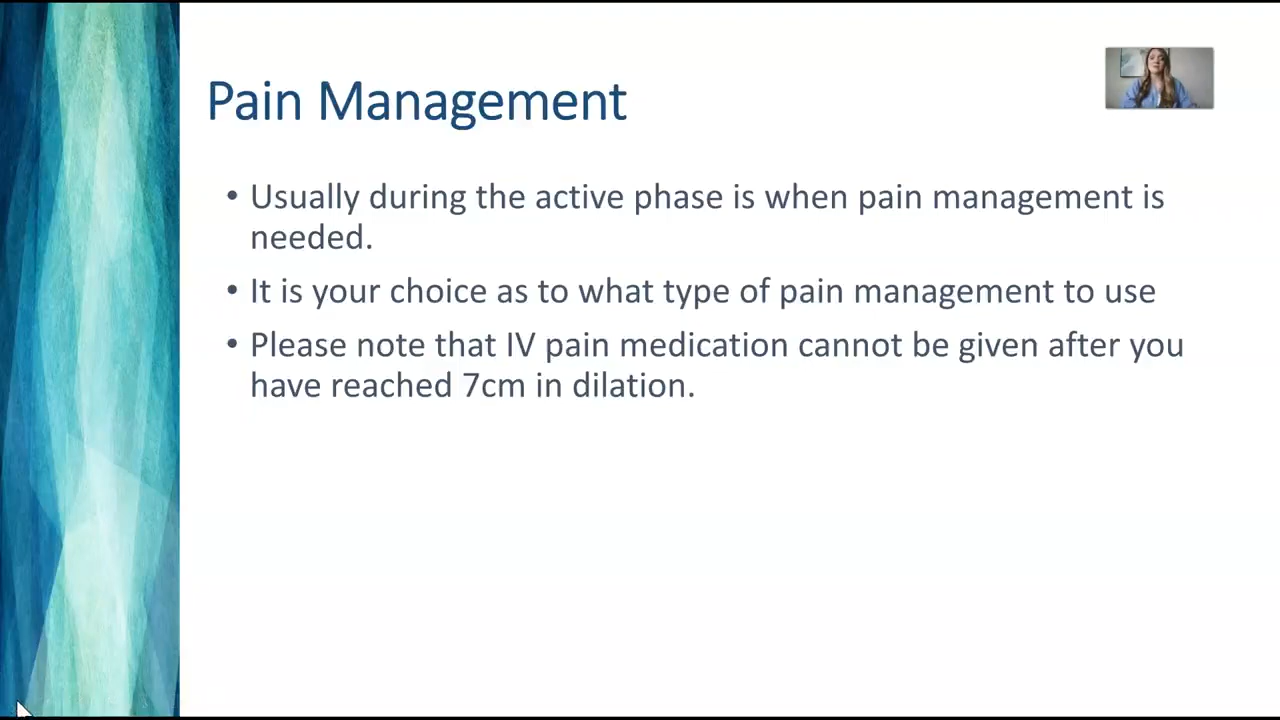 Pain Management
• Usually during the active phase is when pain management is
needed.
• It is your choice as to what type of pain management to use
• Please note that IV pain medication cannot be given after you
have reached 7cm in dilation.